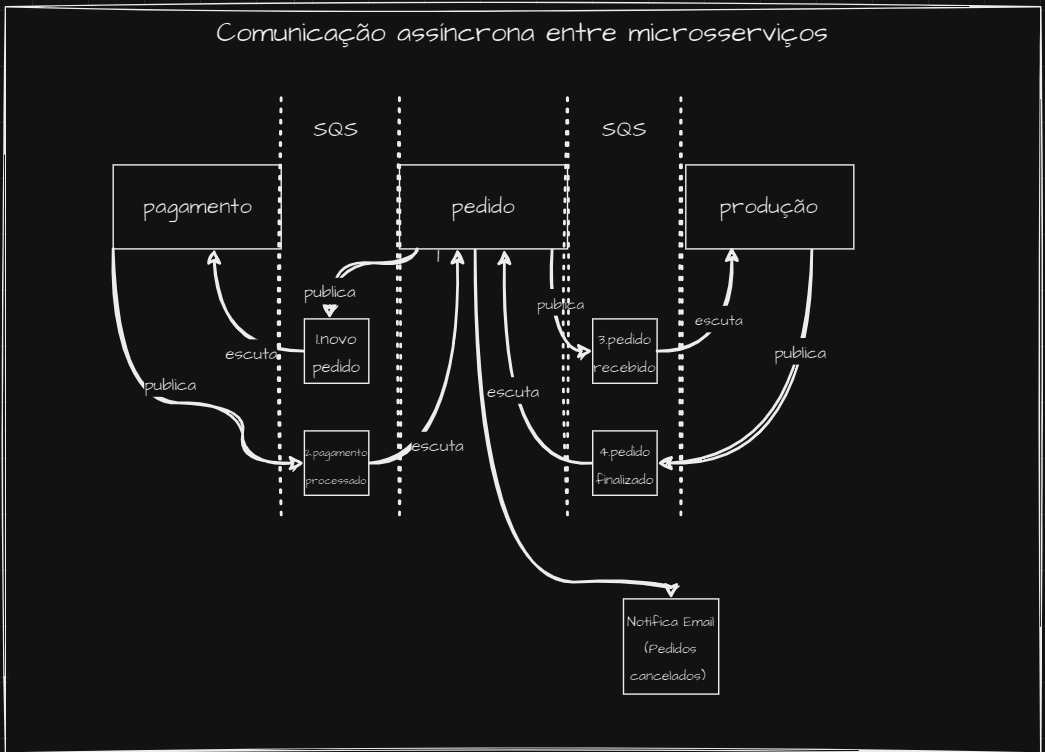 Comunicação assíncrona entre microsserviços
SQS
SQS
pagamento
pedido
produção
publica
publica
escuta
1.novo
pedido
3.pedido
recebido
escuta
publica
publica
escuta
escuta
2.pagamento
processado
4.pedido
finalizado
Notifica Email
(Pedidos
cancelados)